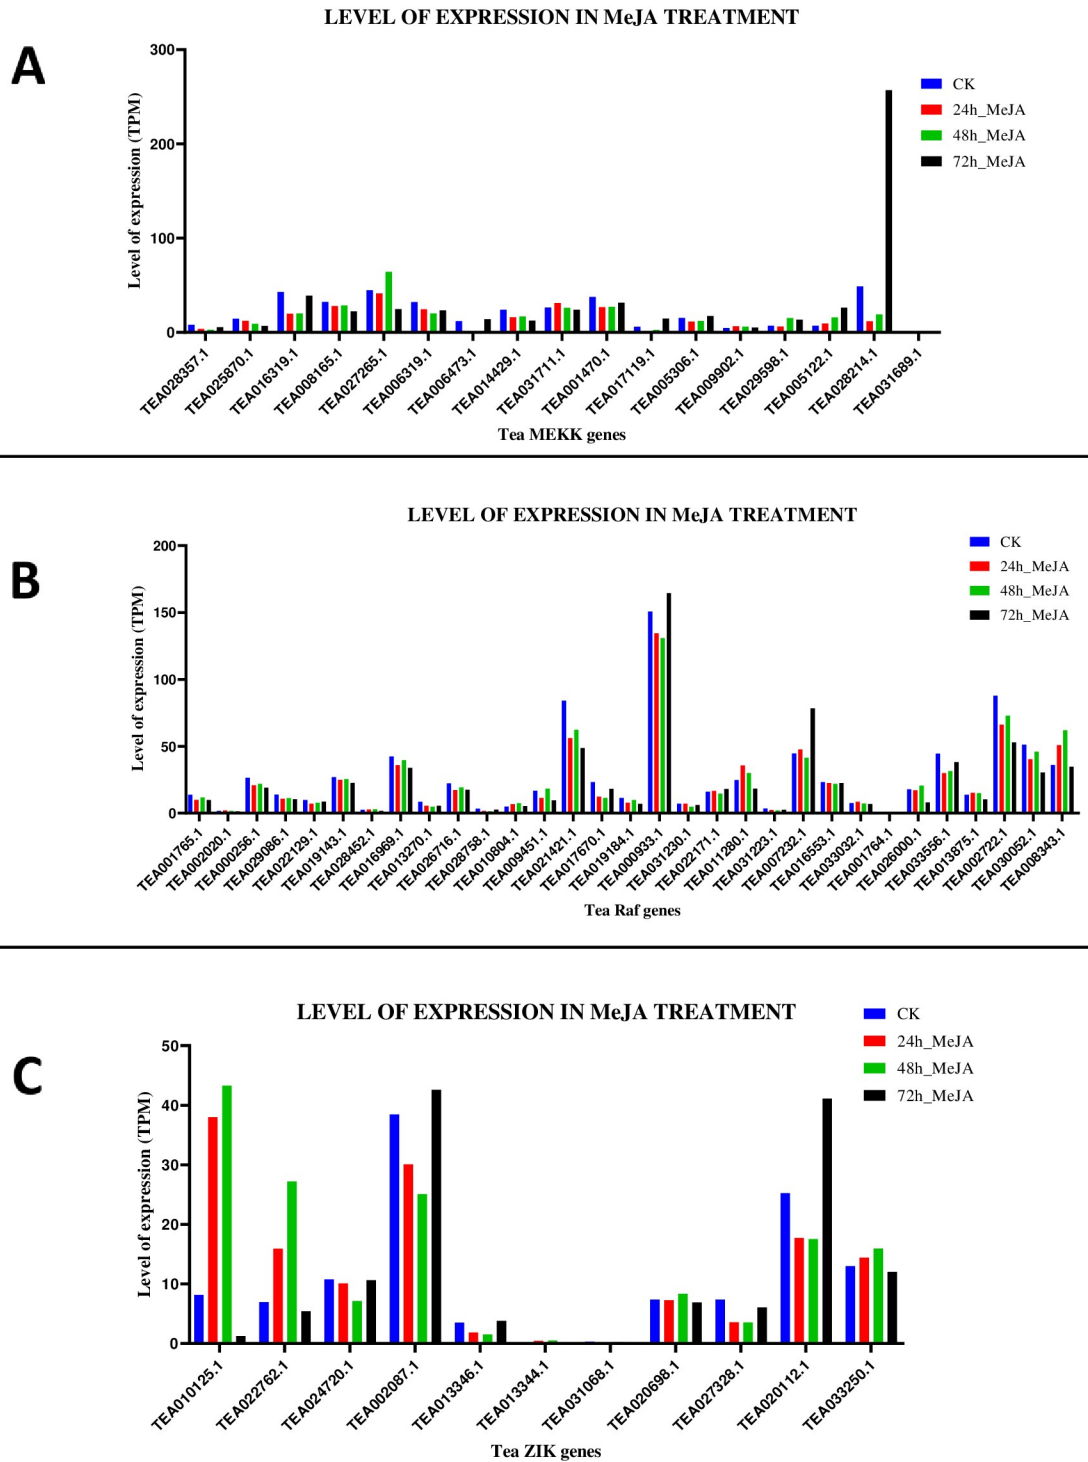 A
LEVEL OF EXPRESSION IN MeJA TREATMENT
Level of expression (TPM)
300
200
100
0
CK
24h_MeJA
48h_MeJA
72h_MeJA
TEA028357.1
TEA025870.1
TEA016319.1
TEA008165.1
TEA027265.1
TEA006319.1
TEA006473.1
TEA014429.1
TEA031711.1
TEA001470.1
TEA017119.1
TEA005306.1
TEA009902.1
TEA029598.1
TEA005122.1
TEA028214.1
TEA031689.1
Tea MEKK genes
B
LEVEL OF EXPRESSION IN MeJA TREATMENT
Level of expression (TPM)
200
150
100
50
0
CK
24h_MeJA
48h_MeJA
72h_MeJA
TEA001765.1
TEA002020.1
TEA000256.1
TEA029086.1
TEA022129.1
TEA019143.1
TEA028452.1
TEA016969.1
TEA013270.1
TEA026716.1
TEA028758.1
TEA010804.1
TEA009451.1
TEA021421.1
TEA017670.1
TEA019184.1
TEA000933.1
TEA031230.1
TEA022171.1
TEA011280.1
TEA031223.1
TEA007232.1
TEA016553.1
TEA033032.1
TEA001764.1
TEA026000.1
TEA033556.1
TEA013875.1
TEA002722.1
TEA030052.1
TEA008343.1
Tea Raf genes
C
LEVEL OF EXPRESSION IN MeJA TREATMENT
Level of expression (TPM)
50
40
30
20
10
0
CK
24h_MeJA
48h_MeJA
72h_MeJA
TEA010125.1
TEA022762.1
TEA024720.1
TEA002087.1
TEA013346.1
TEA013344.1
TEA031068.1
TEA020698.1
TEA027328.1
TEA020112.1
TEA033250.1
Tea ZIK genes